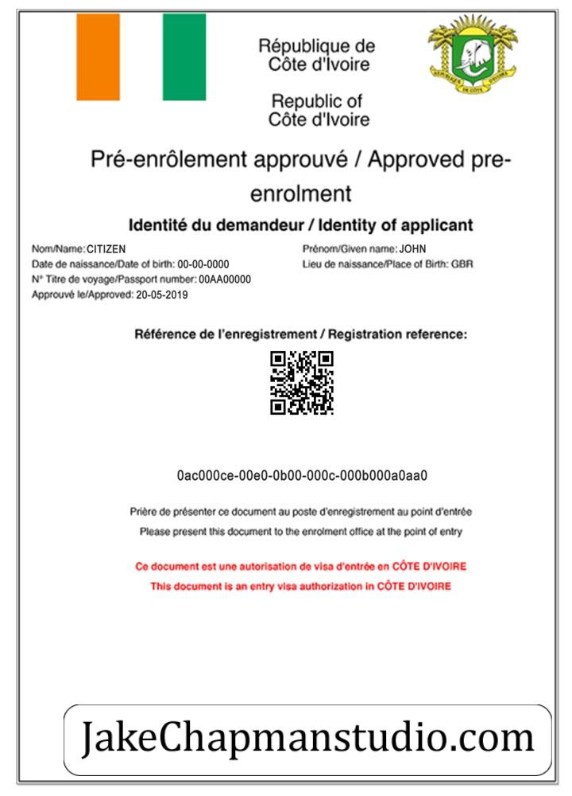 République de
Côte d'Ivoire
Republic of
Côte d'Ivoire
Pré-enrôlement approuvé / Approved pre-
enrolment
Identité du demandeur / Identity of applicant
Nom/Name: CITIZEN
Prénom/Given name: JOHN
Date de naissance/Date of birth: 00-00-0000
Lieu de naissance/Place of Birth: GBR
N° Titre de voyage/Passport number: 00AA00000
Approuvé le/Approved: 20-05-2019
Référence de l'enregistrement / Registration reference:
0ac000ce-00e0-0b00-000c-000b000a0aa0
Prière de présenter ce document au poste d'enregistrement au point d'entrée
Please present this document to the enrolment office at the point of entry
Ce document est une autorisation de visa d'entrée en CÔTE D'IVOIRE
This document is an entry visa authorization in CÔTE D'IVOIRE
JakeChapmanstudio.com